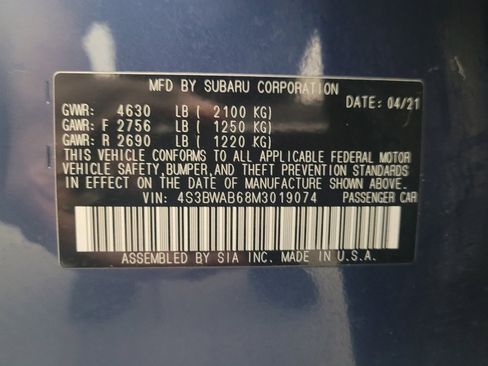 MFD BY SUBARU CORPORATION
DATE: 04/21
GVWR: 4630 LB ( 2100 KG)
GAWR: F 2756 LB ( 1250 KG)
GAWR: R 2690 LB ( 1220 KG)
THIS VEHICLE CONFORMS TO ALL APPLICABLE FEDERAL MOTOR
VEHICLE SAFETY, BUMPER, AND THEFT PREVENTION STANDARDS
IN EFFECT ON THE DATE OF MANUFACTURE SHOWN ABOVE.
VIN: 4S3BWAB68M3019074 PASSENGER CAR
ASSEMBLED BY SIA INC. MADE IN U.S.A.